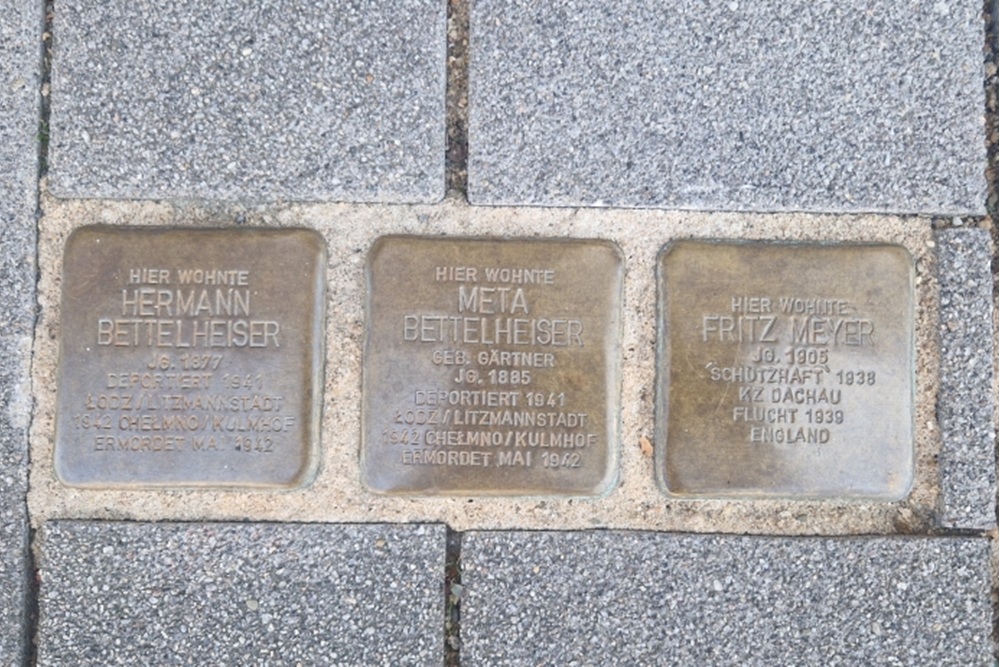 HIER WOHNTE
HERMANN
BETTELHEISER
JG. 1877
DEPORTIERT 1941
ŁODZ/LITZMANNSTADT
1942 CHEŁMNO/KULMHOF
ERMORDET MAI 1942
HIER WOHNTE
META
BETTELHEISER
GEB. GÄRTNER
JG. 1885
DEPORTIERT 1941
ŁODZ/LITZMANNSTADT
1942 CHEŁMNO/KULMHOF
ERMORDET MAI 1942
HIER WOHNTE
FRITZ MEYER
JG. 1905
"SCHUTZHAFT" 1938
KZ DACHAU
FLUCHT 1939
ENGLAND